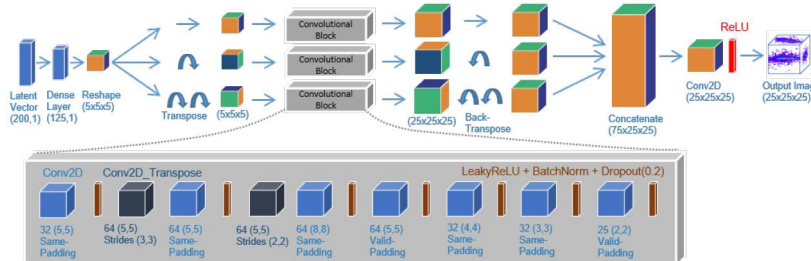 Latent
Vector
(200,1)
Dense
Layer
(125,1)
Reshape
(5x5x5)
Transpose
(5x5x5)
Convolutional
Block
Convolutional
Block
Convolutional
Block
(25x25x25)
Back-
Transpose
Concatenate
(75x25x25)
Conv2D
(25x25x25)
ReLU
Output Image
(25x25x25)
Conv2D
Conv2D_Transpose
LeakyReLU + BatchNorm + Dropout(0.2)
32 (5,5)
Same-
Padding
64 (5,5)
Strides (3,3)
64 (5,5)
Same-
Padding
64 (5,5)
Strides (2,2)
64 (8,8)
Same-
Padding
64 (5,5)
Valid-
Padding
32 (4,4)
Same-
Padding
32 (3,3)
Same-
Padding
25 (2,2)
Valid-
Padding